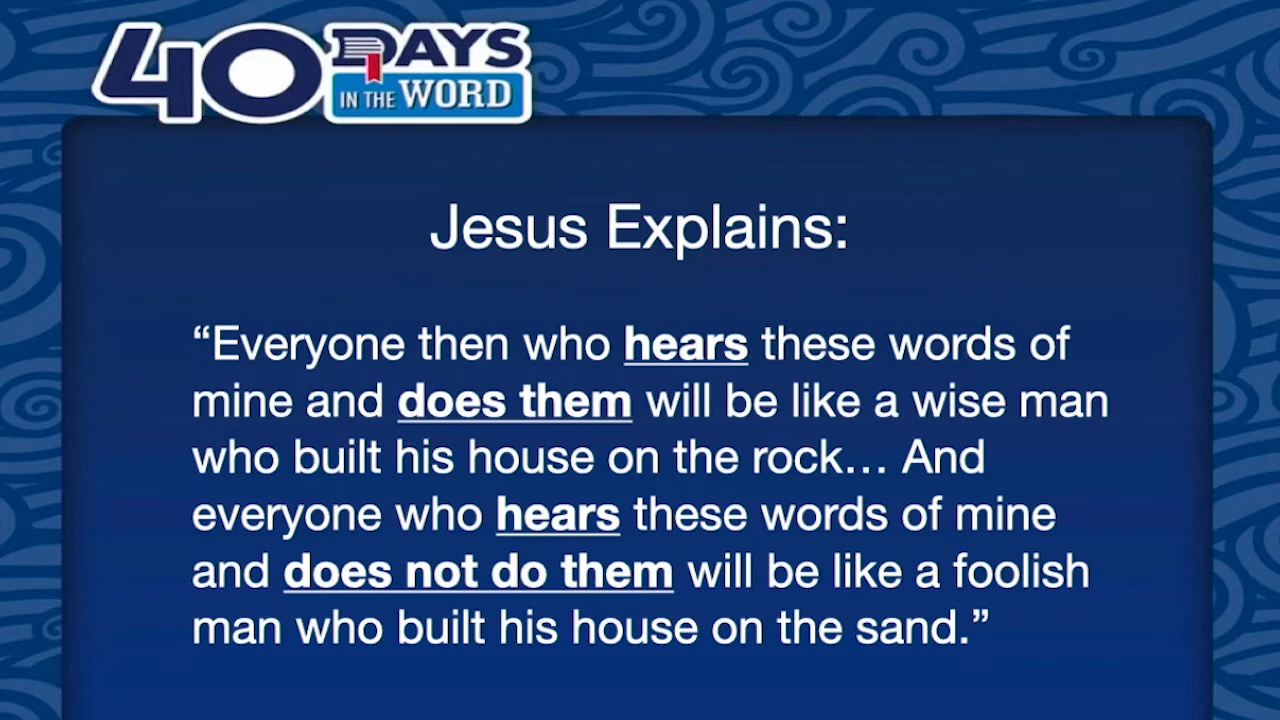 40 DAYS
IN THE WORD
Jesus Explains:
“Everyone then who hears these words of
mine and does them will be like a wise man
who built his house on the rock… And
everyone who hears these words of mine
and does not do them will be like a foolish
man who built his house on the sand.”